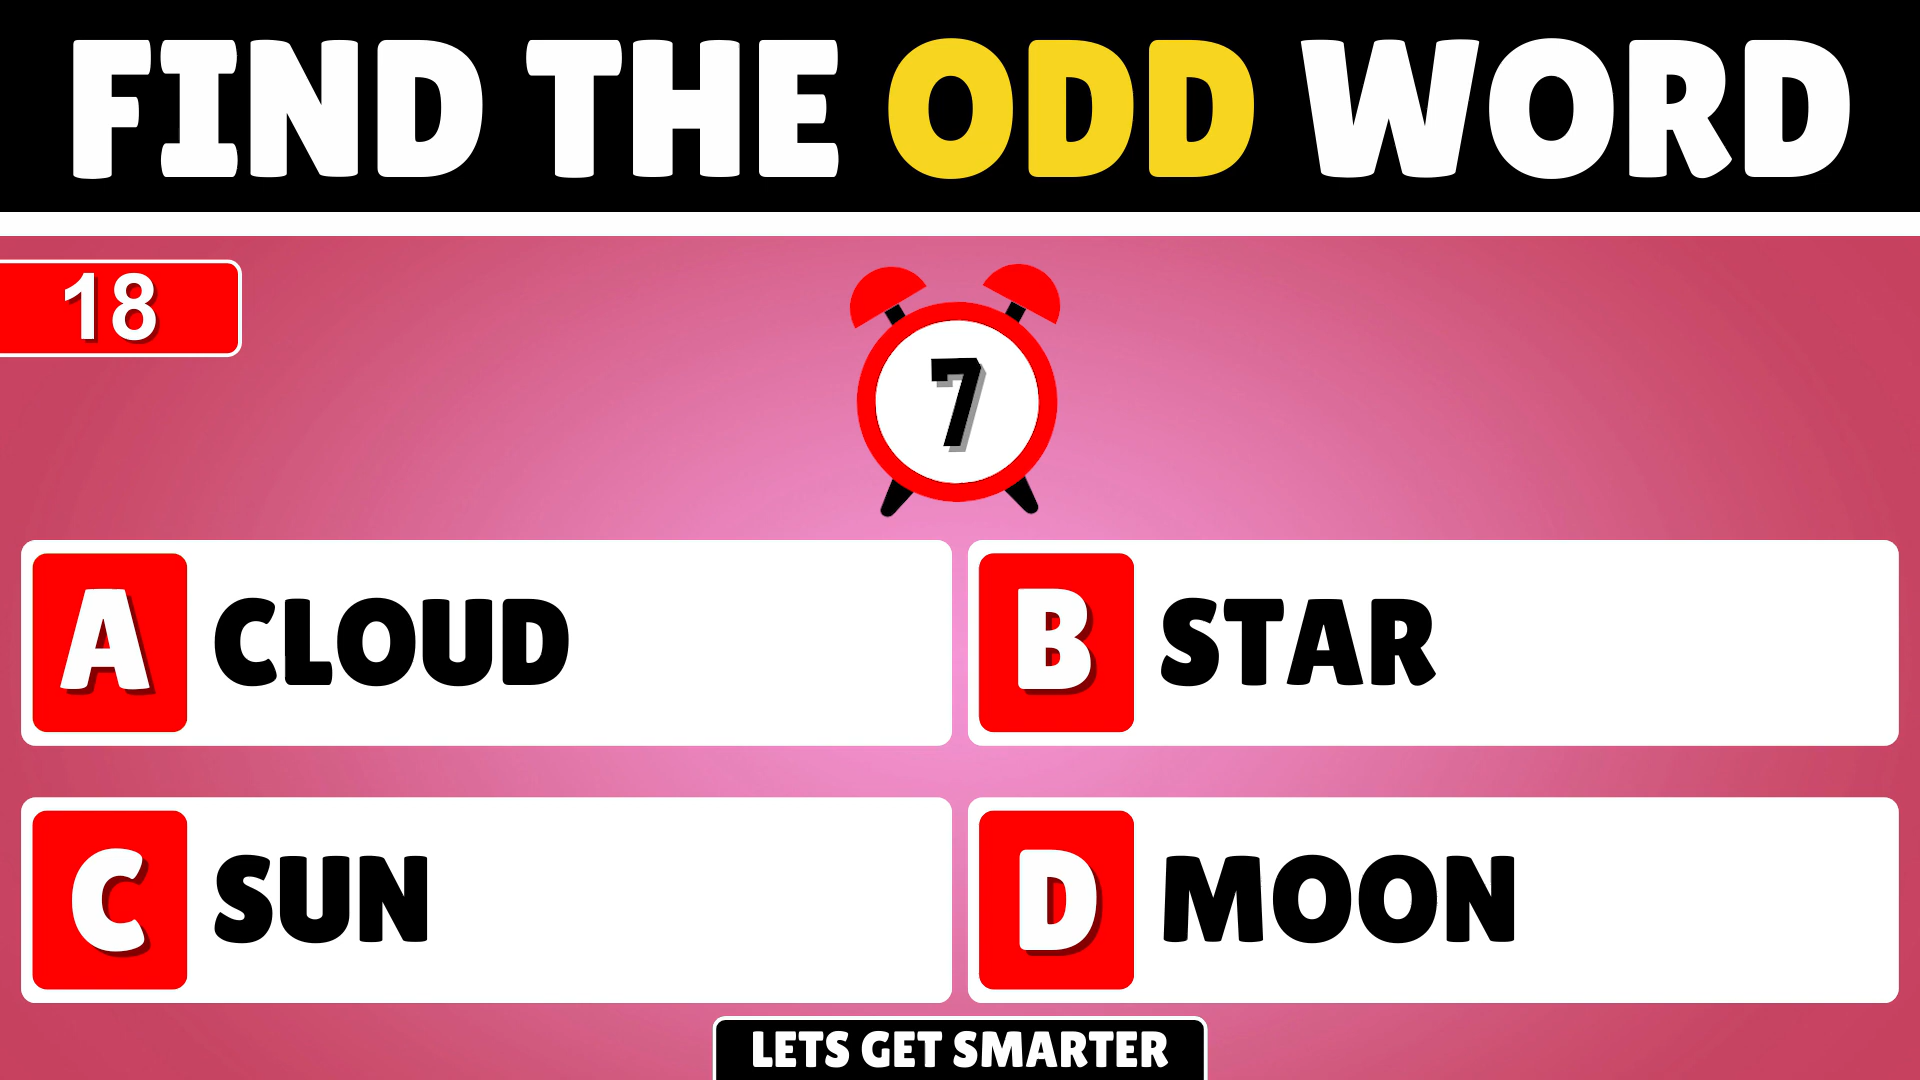 FIND THE ODD WORD
18
7
A CLOUD
B STAR
C SUN
D MOON
LETS GET SMARTER